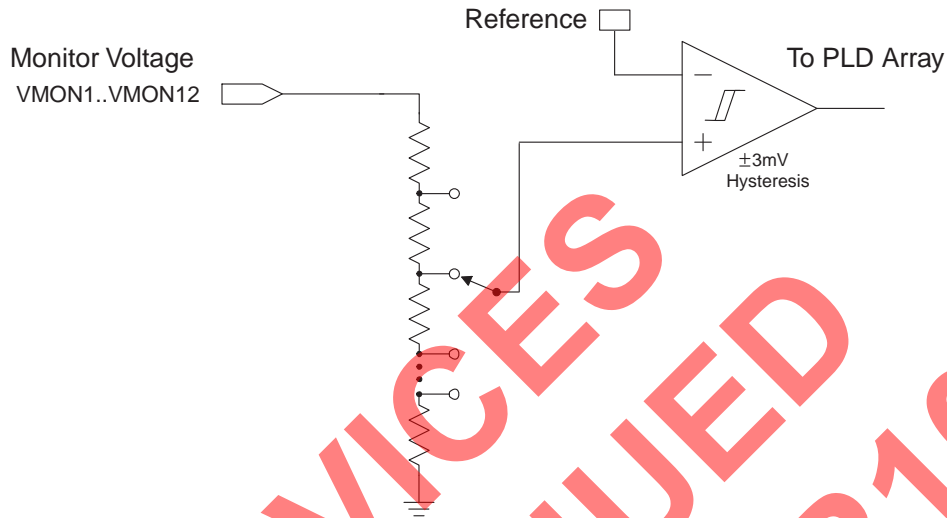 Reference
Monitor Voltage
To PLD Array
VMON1..VMON12
−
+
±3mV
Hysteresis